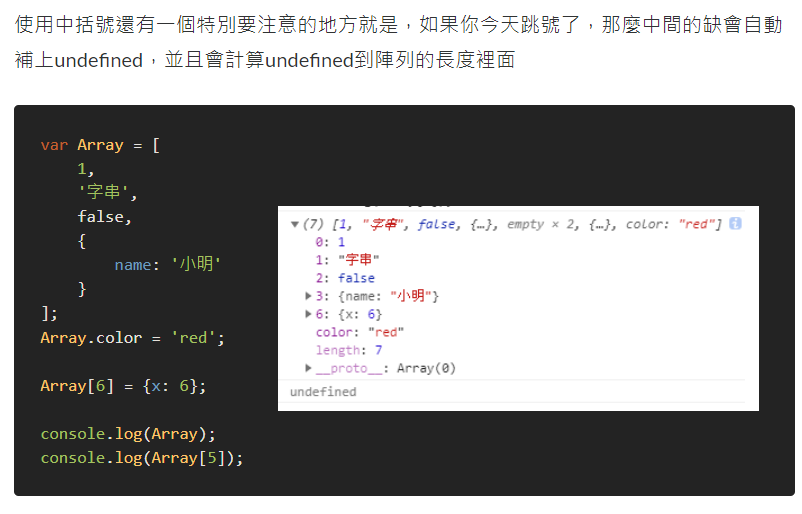 使用中括號還有一個特別要注意的地方就是，如果你今天跳號了，那麼中間的缺會自動
補上undefined，並且會計算undefined到陣列的長度裡面
var Array = [
1,
'字串',
false,
{
name: '小明'
}
];
Array.color = 'red';
Array[6] = {x: 6};
console.log(Array);
console.log(Array[5]);
▼(7) [1, "字串", false, {…}, empty × 2, {…}, color: "red"] i
0: 1
1: "字串"
2: false
▶3: {name: "小明"}
▶6: {x: 6}
color: "red"
length: 7
▶__proto__: Array(0)
undefined